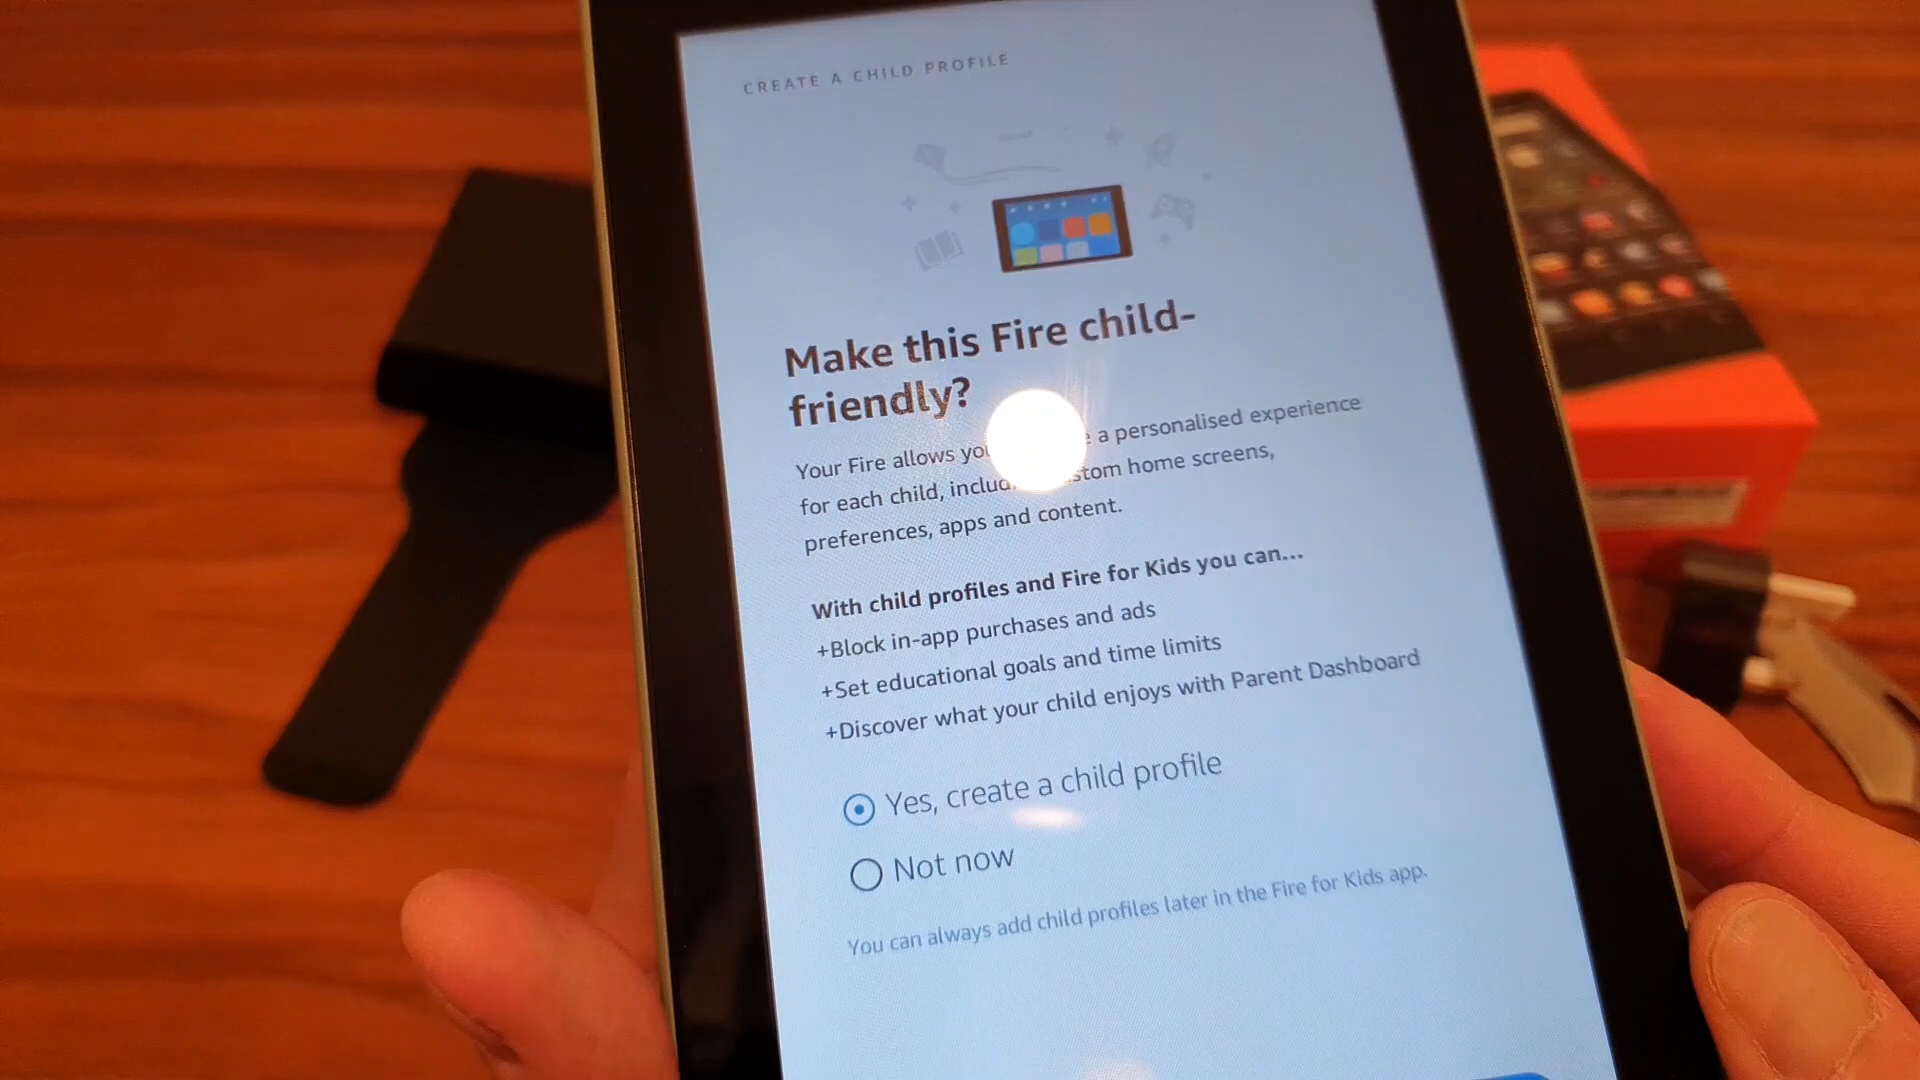 CREATE A CHILD PROFILE
Make this Fire child-
friendly?
Your Fire allows you a personalised experience
for each child, home screens,
preferences, apps and content.
With child profiles and Fire for Kids you can...
+Block in-app purchases and ads
+Set educational goals and time limits
+Discover what your child enjoys with Parent Dashboard
Yes, create a child profile
Not now
You can always add child profiles later in the Fire for Kids app.